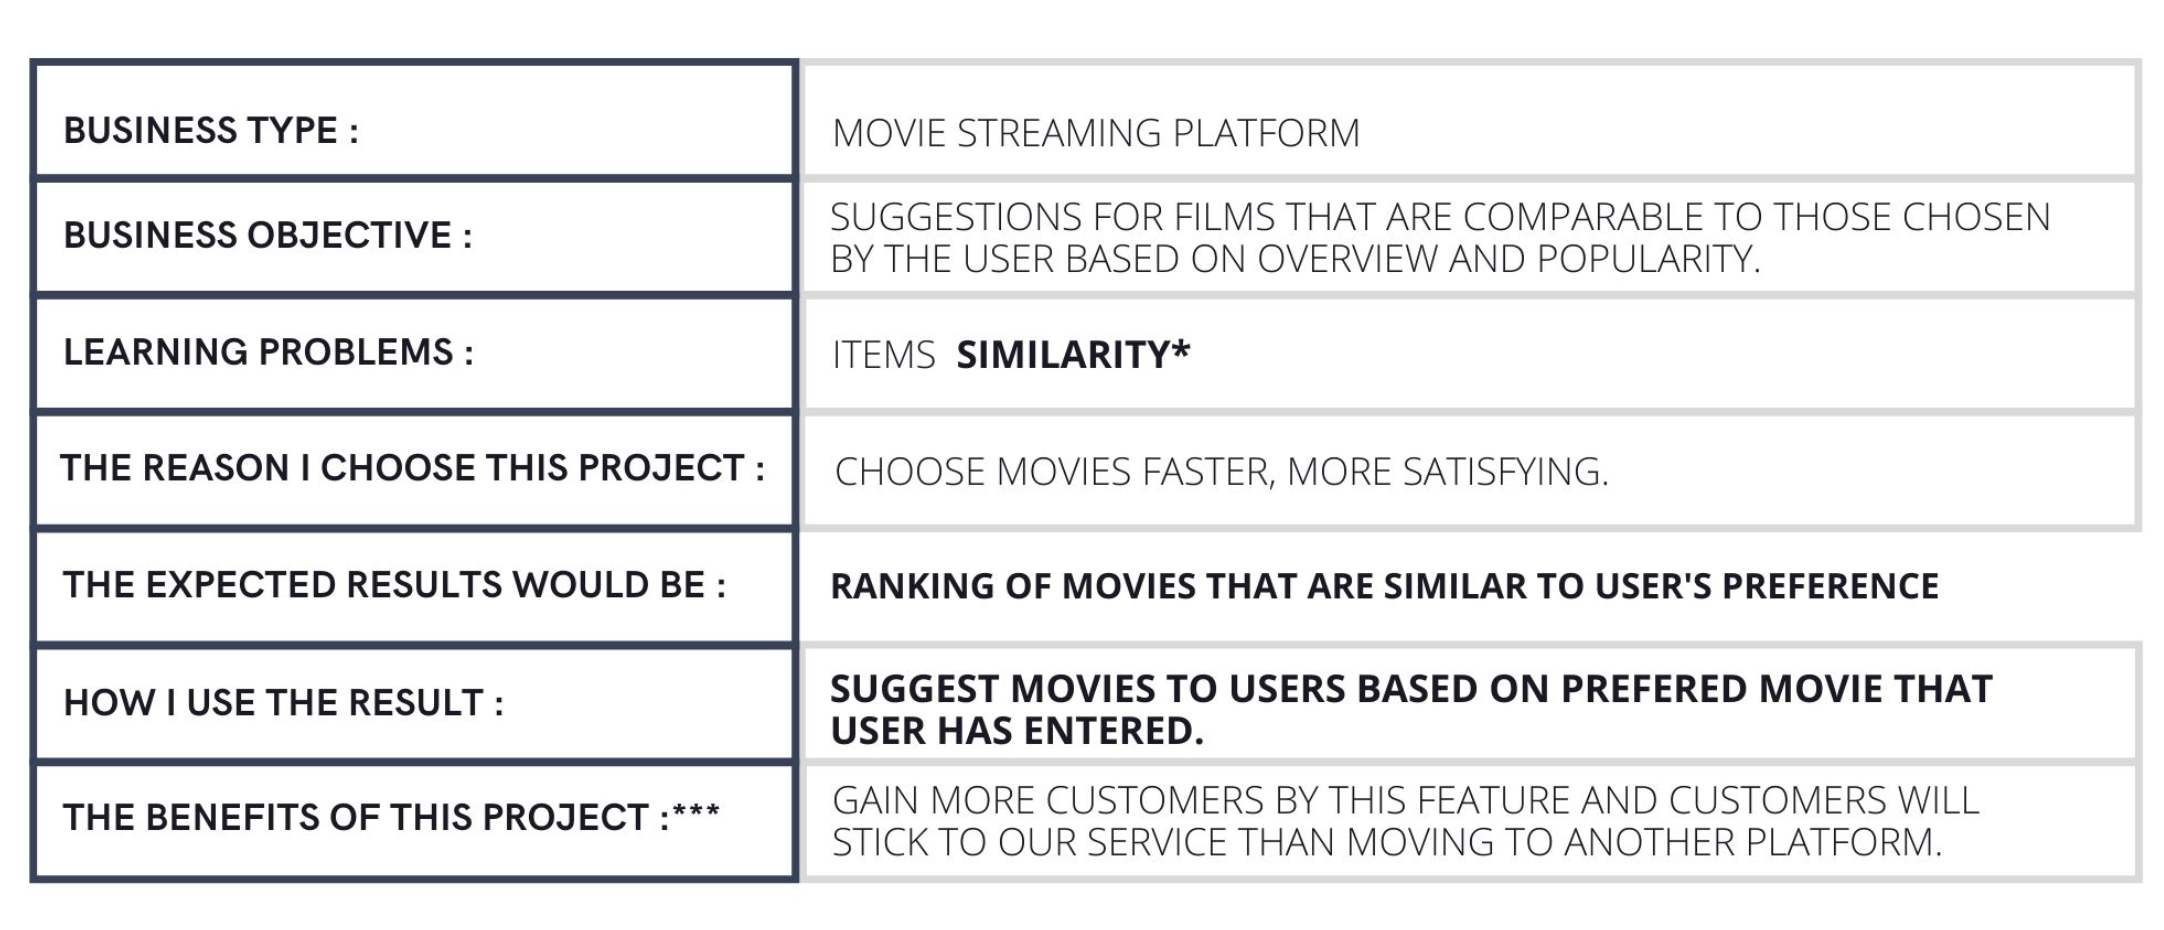 BUSINESS TYPE :
MOVIE STREAMING PLATFORM
BUSINESS OBJECTIVE :
SUGGESTIONS FOR FILMS THAT ARE COMPARABLE TO THOSE CHOSEN
BY THE USER BASED ON OVERVIEW AND POPULARITY.
LEARNING PROBLEMS :
ITEMS SIMILARITY*
THE REASON I CHOOSE THIS PROJECT :
CHOOSE MOVIES FASTER, MORE SATISFYING.
THE EXPECTED RESULTS WOULD BE :
RANKING OF MOVIES THAT ARE SIMILAR TO USER'S PREFERENCE
HOW I USE THE RESULT :
SUGGEST MOVIES TO USERS BASED ON PREFERED MOVIE THAT
USER HAS ENTERED.
THE BENEFITS OF THIS PROJECT :***
GAIN MORE CUSTOMERS BY THIS FEATURE AND CUSTOMERS WILL
STICK TO OUR SERVICE THAN MOVING TO ANOTHER PLATFORM.